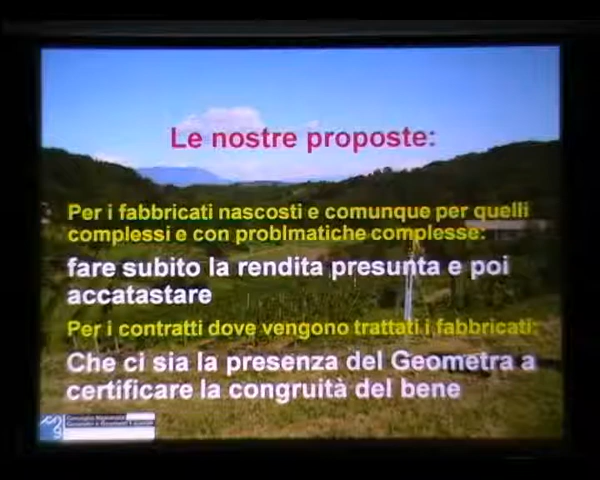 Le nostre proposte:
Per i fabbricati nascosti e comunque per quelli
complessi e con problmatiche complesse:
fare subito la rendita presunta e poi
accatastare
Per i contratti dove vengono trattati i fabbricati:
Che ci sia la presenza del Geometra a
certificare la congruità del bene